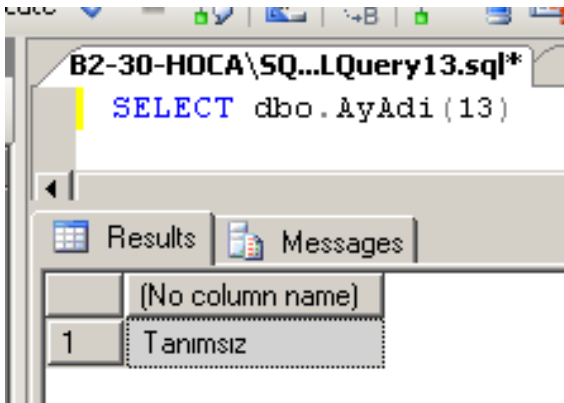 B2-30-HOCA\SQ...LQuery13.sql*
SELECT dbo.AyAdi(13)
Results Messages
(No column name)
1 Tanımsız